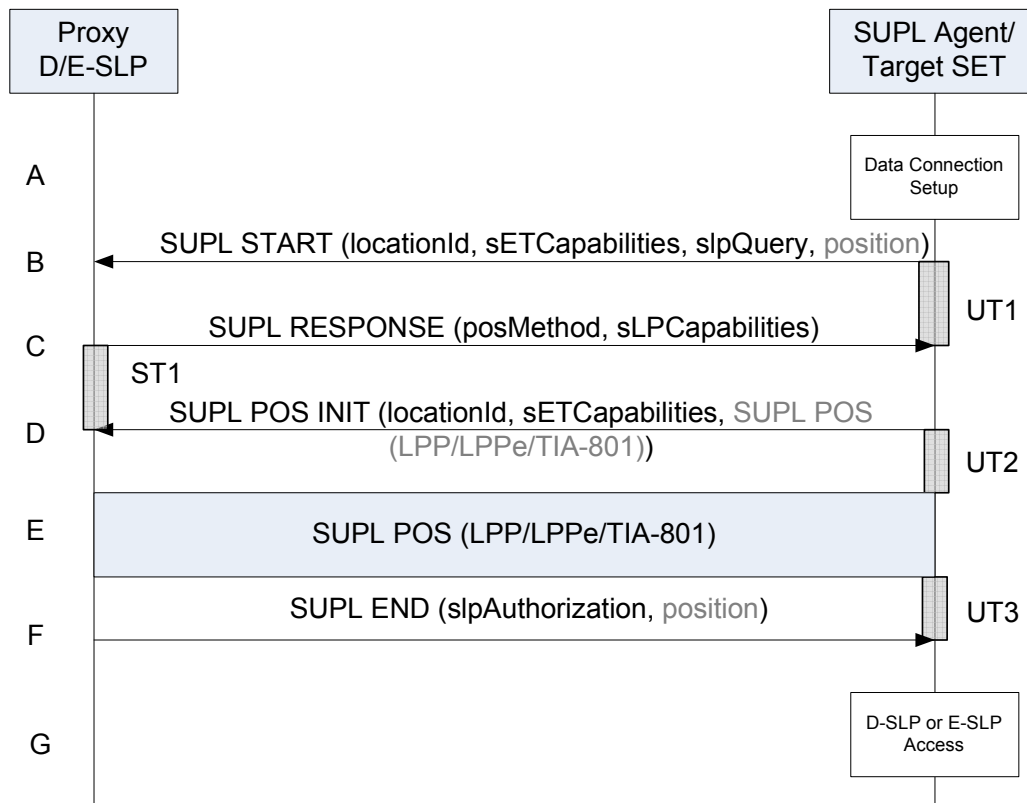 Proxy
D/E-SLP
SUPL Agent/
Target SET
A
Data Connection
Setup
SUPL START (locationId, sETCapabilities, slpQuery, position)
B
UT1
SUPL RESPONSE (posMethod, sLPCapabilities)
C
ST1
SUPL POS INIT (locationId, sETCapabilities, SUPL POS
(LPP/LPPe/TIA-801))
D
UT2
E
SUPL POS (LPP/LPPe/TIA-801)
SUPL END (slpAuthorization, position)
UT3
F
D-SLP or E-SLP
Access
G